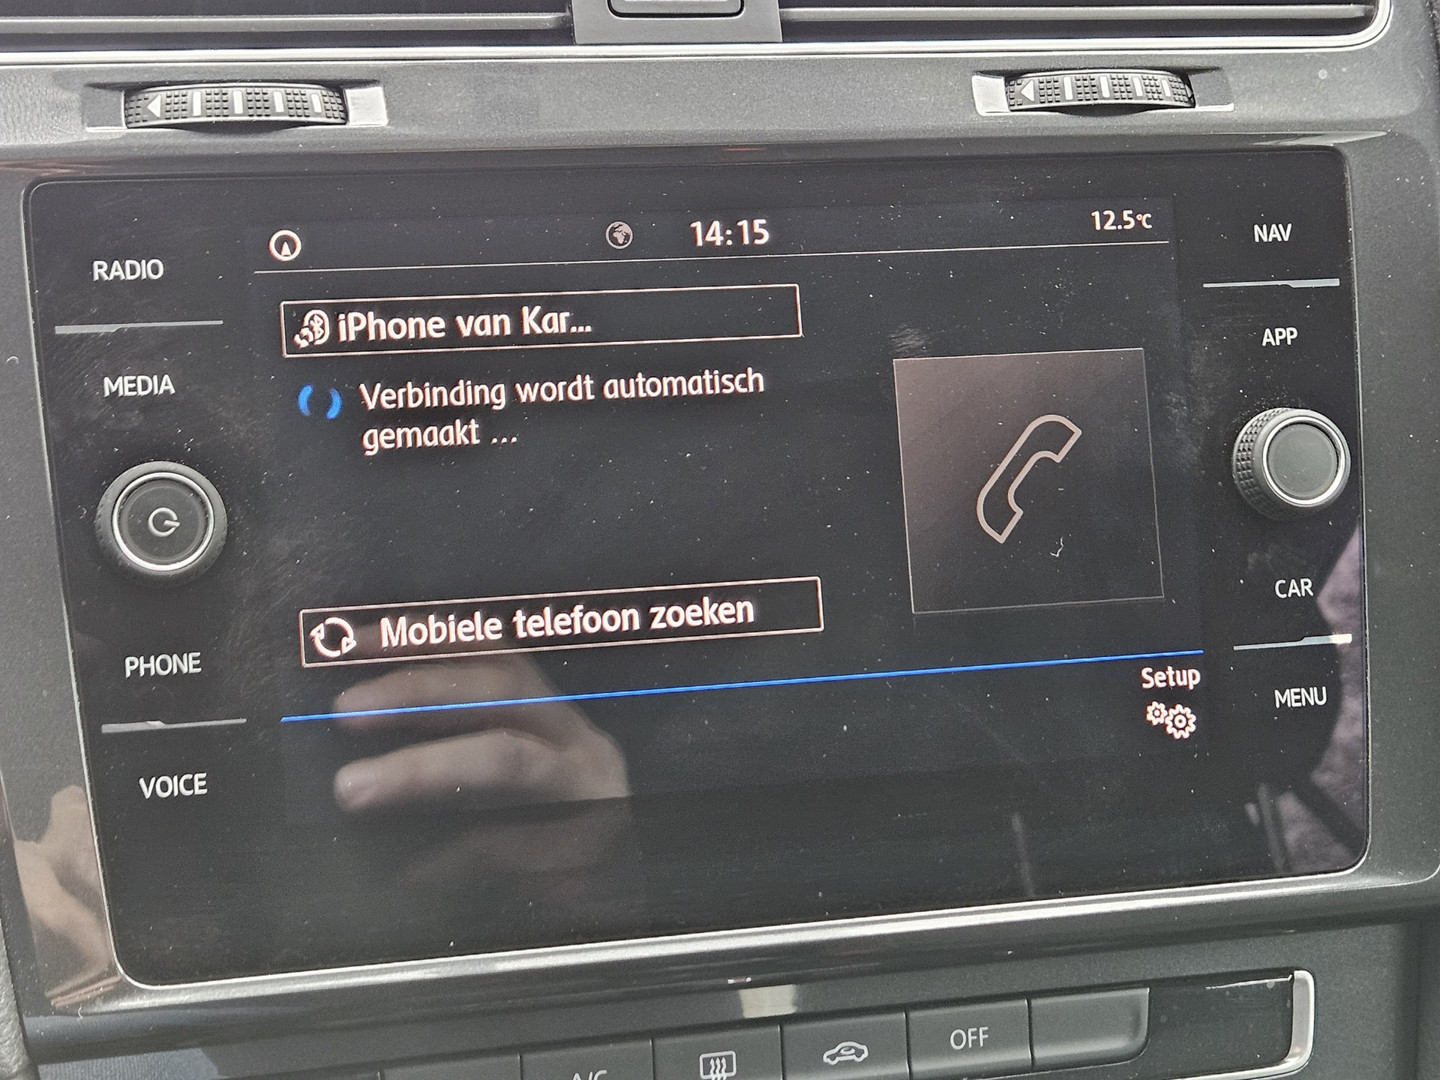 14:15
12.5°C
RADIO
MEDIA
PHONE
VOICE
iPhone van Kar...
Verbinding wordt automatisch
gemaakt ...
Mobiele telefoon zoeken
Setup
NAV
APP
CAR
MENU
A/C
OFF